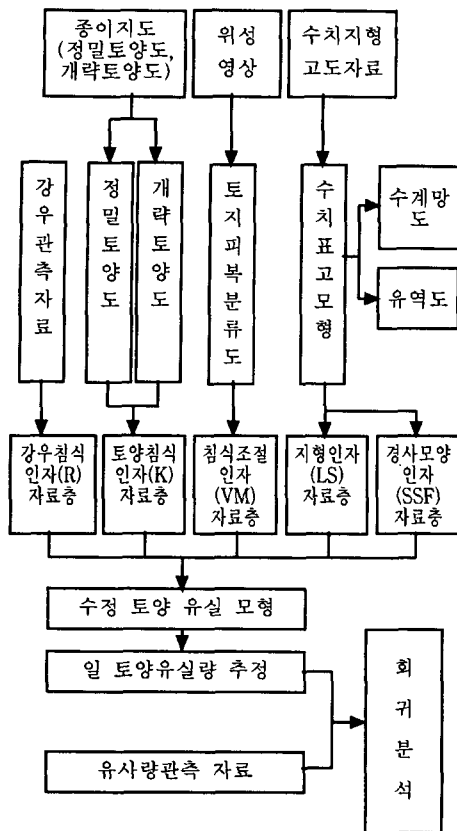 종이지도
(정밀토양도,
개략토양도)
위성
영상
수치지형
고도자료
강우관측자료
정밀토양도
개략토양도
토지피복분류도
수치표고모형
수계망
도
유역도
강우침식
인자(R)
자료층
토양침식
인자(K)
자료층
침식조절
인자
(VM)
자료층
지형인자
(LS)
자료층
경사모양
인자
(SSF)
자료층
수정 토양 유실 모형
일 토양유실량 추정
유사량관측 자료
회귀분석